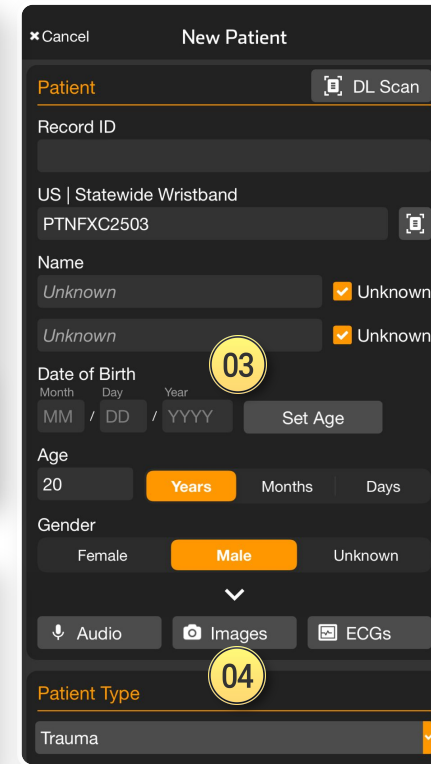 ×Cancel New Patient
Patient DL Scan
Record ID
US | Statewide Wristband
PTNFXC2503
Name
Unknown Unknown
Unknown Unknown
03
Date of Birth
Month Day Year
MM / DD / YYYY Set Age
Age
20 Years Months Days
Gender
Female Male Unknown
Audio Images ECGs
04
Patient Type
Trauma